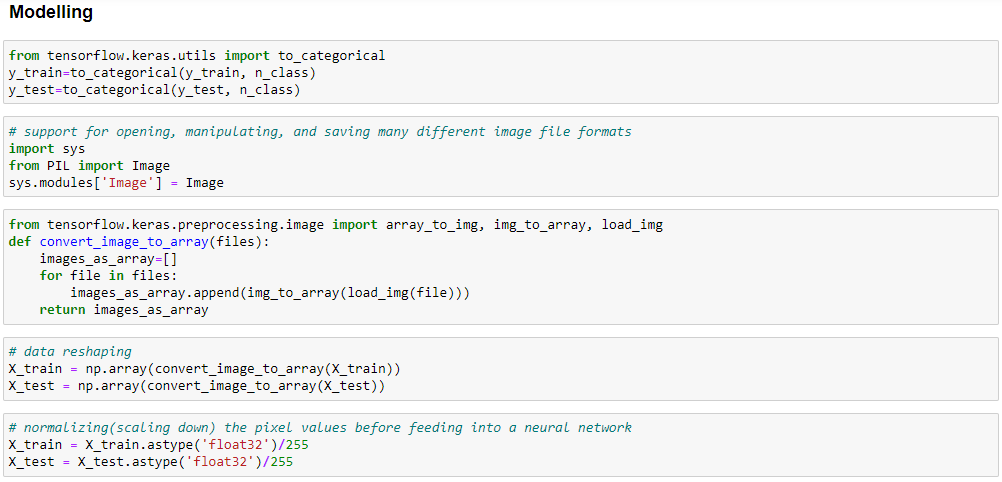 Modelling
from tensorflow.keras.utils import to_categorical
y_train=to_categorical(y_train, n_class)
y_test=to_categorical(y_test, n_class)
# support for opening, manipulating, and saving many different image file formats
import sys
from PIL import Image
sys.modules['Image'] = Image
from tensorflow.keras.preprocessing.image import array_to_img, img_to_array, load_img
def convert_image_to_array(files):
    images_as_array=[]
    for file in files:
        images_as_array.append(img_to_array(load_img(file)))
    return images_as_array
# data reshaping
X_train = np.array(convert_image_to_array(X_train))
X_test = np.array(convert_image_to_array(X_test))
# normalizing(scaling down) the pixel values before feeding into a neural network
X_train = X_train.astype('float32')/255
X_test = X_test.astype('float32')/255